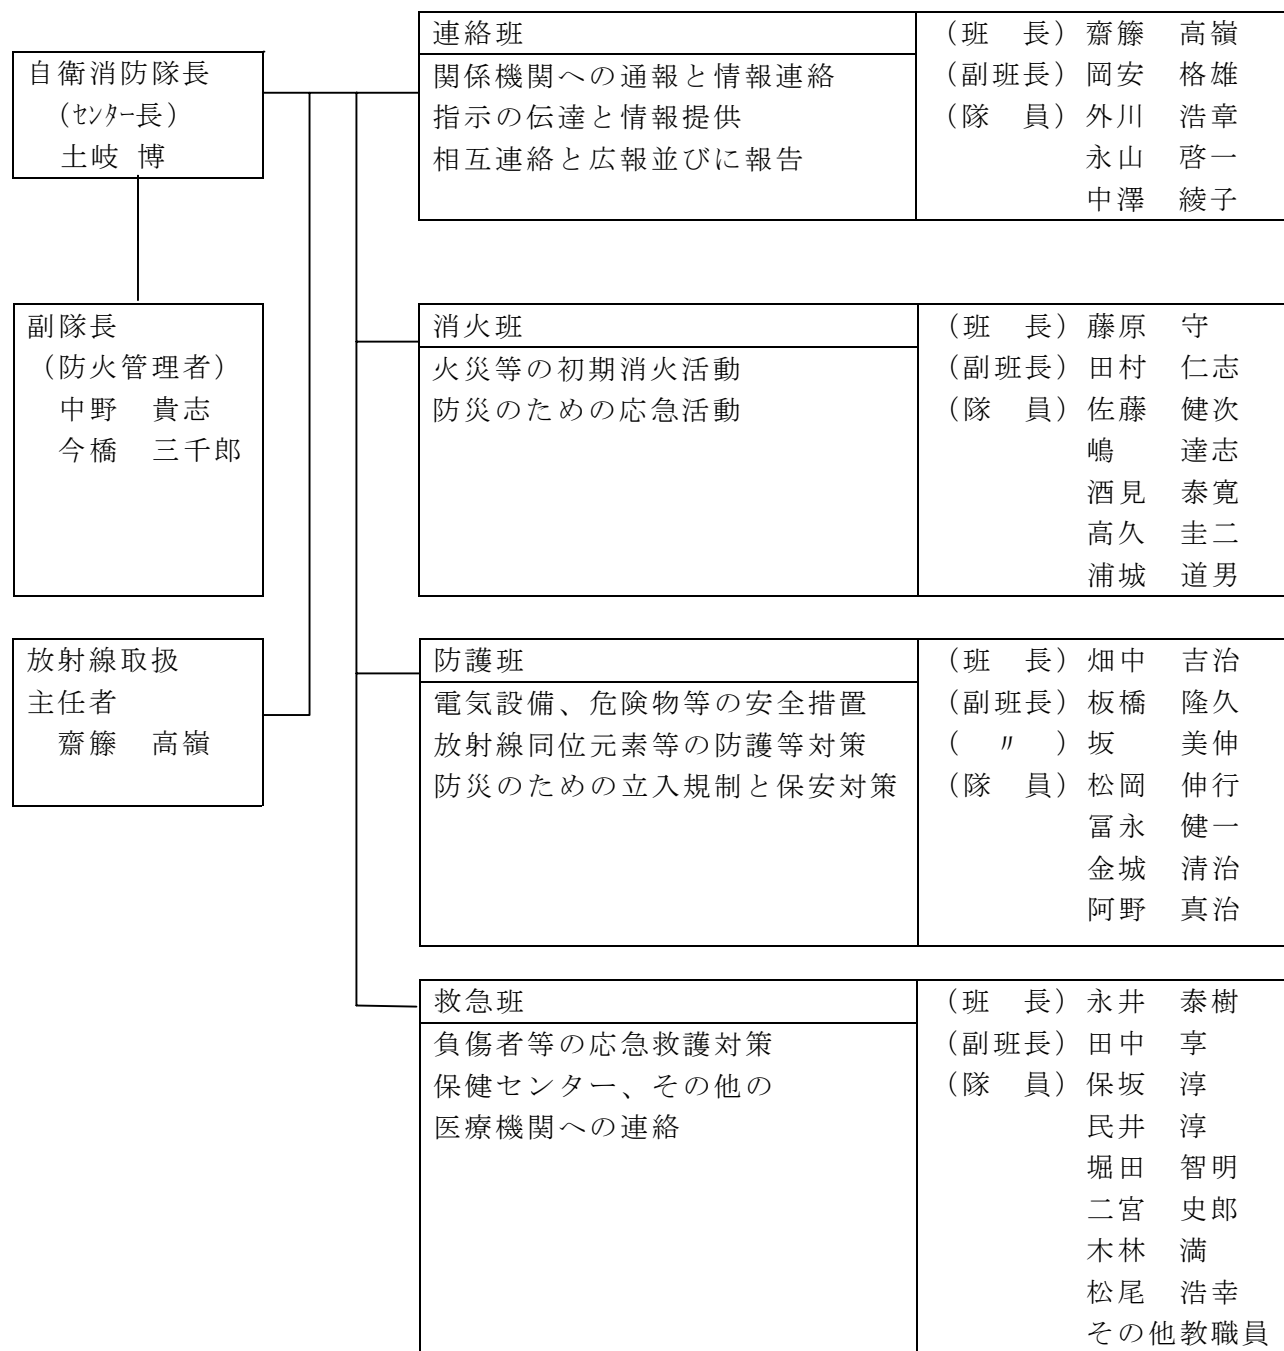 自衛消防隊長
(センター長)
土岐 博
副隊長
(防火管理者)
中野 貴志
今橋 三千郎
放射線取扱
主任者
齋籐 高嶺
連絡班
関係機関への通報と情報連絡
指示の伝達と情報提供
相互連絡と広報並びに報告
(班 長)齋籐 高嶺
(副班長)岡安 格雄
(隊 員)外川 浩章
永山 啓一
中澤 綾子
消火班
火災等の初期消火活動
防災のための応急活動
(班 長)藤原 守
(副班長)田村 仁志
(隊 員)佐藤 健次
嶋 達志
酒見 泰寛
高久 圭二
浦城 道男
防護班
電気設備、危険物等の安全措置
放射線同位元素等の防護等対策
防災のための立入規制と保安対策
(班 長)畑中 吉治
(副班長)板橋 隆久
( 〃 )坂 美伸
(隊 員)松岡 伸行
冨永 健一
金城 清治
阿野 真治
救急班
負傷者等の応急救護対策
保健センター、その他の
医療機関への連絡
(班 長)永井 泰樹
(副班長)田中 享
(隊 員)保坂 淳
民井 淳
堀田 智明
二宮 史郎
木林 満
松尾 浩幸
その他教職員